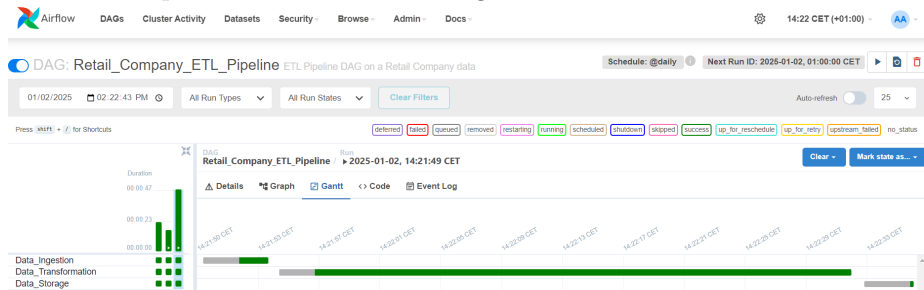 Airflow DAGs Cluster Activity Datasets Security Browse Admin Docs 14:22 CET (+01:00) AA
DAG: Retail_Company_ETL_Pipeline ETL Pipeline DAG on a Retail Company data Schedule: @daily Next Run ID: 2025-01-02, 01:00:00 CET
01/02/2025 02:22:43 PM All Run Types All Run States Clear Filters Auto-refresh 25
Press shift + / for Shortcuts deferred failed queued removed restarting running scheduled shutdown skipped success up_for_reschedule up_for_retry upstream_failed no_status
DAG Run
Retail_Company_ETL_Pipeline / 2025-01-02, 14:21:49 CET Clear Mark state as...
Duration
00:00:47
00:00:23
00:00:00
Details Graph Gantt Code Event Log
14:21:50 CET 14:21:53 CET 14:21:57 CET 14:22:01 CET 14:22:05 CET 14:22:09 CET 14:22:13 CET 14:22:17 CET 14:22:21 CET 14:22:25 CET 14:22:29 CET 14:22:33 CET
Data_Ingestion
Data_Transformation
Data_Storage